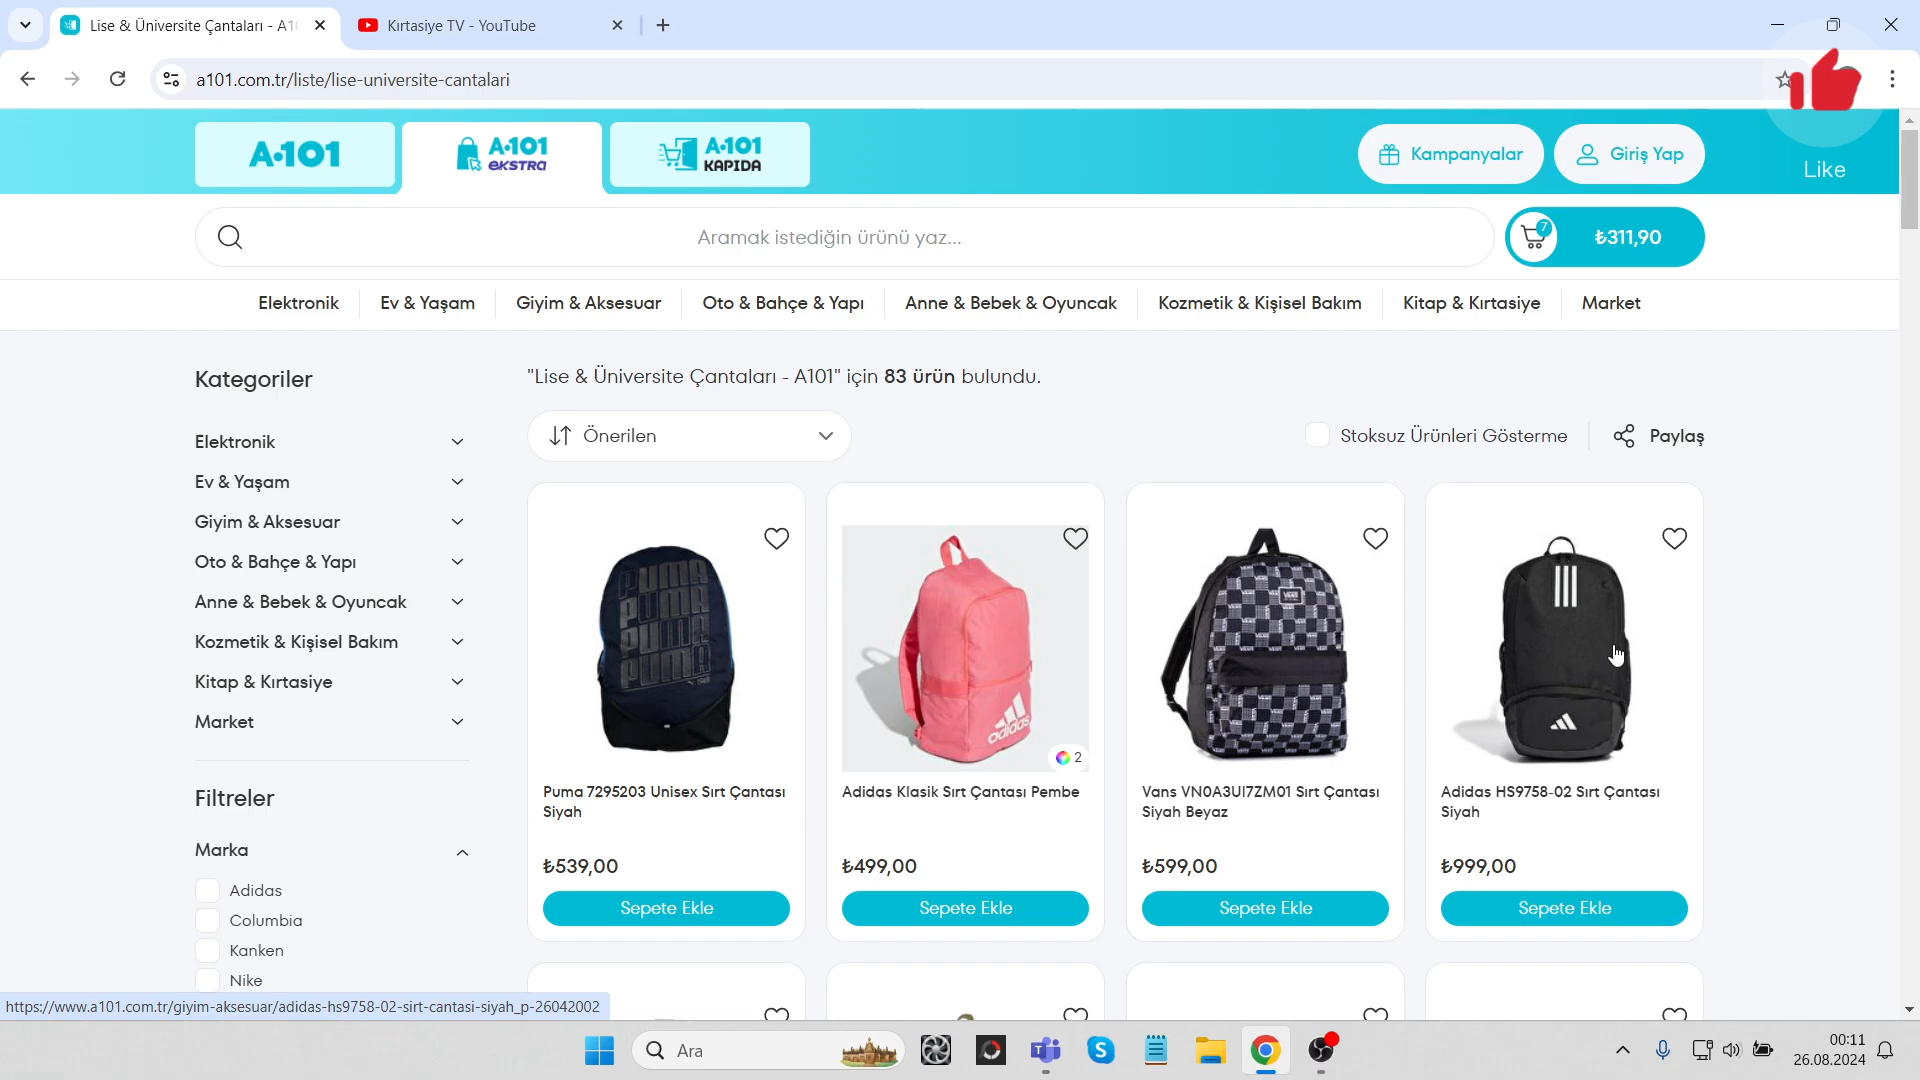 Lise & Üniversite Çantaları - A10
Kırtasiye TV - YouTube
a101.com.tr/liste/lise-universite-cantalari
A101
A101 EKSTRA
A101 KAPIDA
Kampanyalar
Giriş Yap
Like
Aramak istediğin ürünü yaz...
7
₺311,90
Elektronik
Ev & Yaşam
Giyim & Aksesuar
Oto & Bahçe & Yapı
Anne & Bebek & Oyuncak
Kozmetik & Kişisel Bakım
Kitap & Kırtasiye
Market
Kategoriler
"Lise & Üniversite Çantaları - A101" için 83 ürün bulundu.
Önerilen
Stoksuz Ürünleri Gösterme
Paylaş
Elektronik
Ev & Yaşam
Giyim & Aksesuar
Oto & Bahçe & Yapı
Anne & Bebek & Oyuncak
Kozmetik & Kişisel Bakım
Kitap & Kırtasiye
Market
Filtreler
Marka
Adidas
Columbia
Kanken
Nike
PUMA
PUMA
PUMA
PUMA
Puma 7295203 Unisex Sırt Çantası
Siyah
₺539,00
Sepete Ekle
adidas
2
Adidas Klasik Sırt Çantası Pembe
₺499,00
Sepete Ekle
VANS
Vans VN0A3UI7ZM01 Sırt Çantası
Siyah Beyaz
₺599,00
Sepete Ekle
Adidas HS9758-02 Sırt Çantası
Siyah
₺999,00
Sepete Ekle
https://www.a101.com.tr/giyim-aksesuar/adidas-hs9758-02-sirt-cantasi-siyah_p-26042002
Ara
00:11
26.08.2024